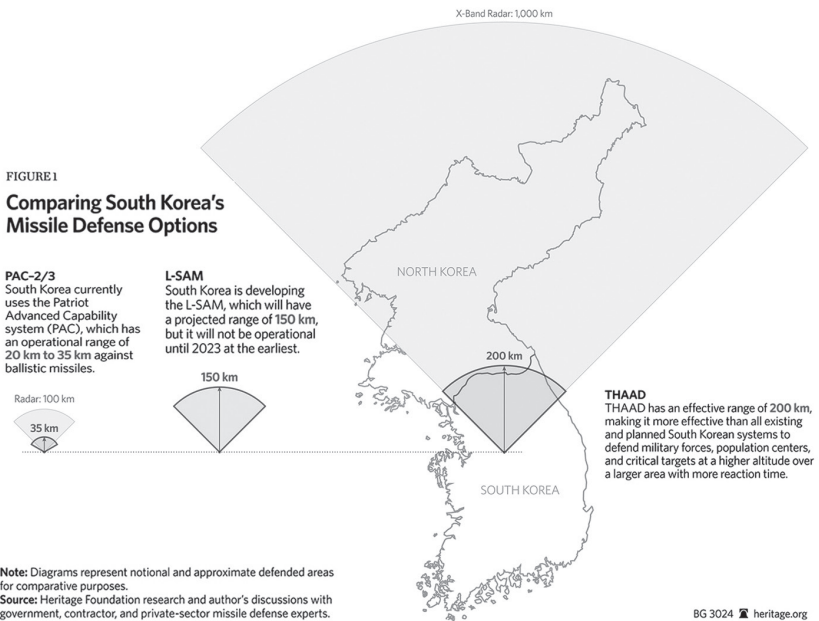 X-Band Radar: 1,000 km
FIGURE 1
Comparing South Korea's
Missile Defense Options
PAC–2/3
South Korea currently
uses the Patriot
Advanced Capability
system (PAC), which has
an operational range of
20 km to 35 km against
ballistic missiles.
Radar: 100 km
35 km
L-SAM
South Korea is developing
the L-SAM, which will have
a projected range of 150 km,
but it will not be operational
until 2023 at the earliest.
150 km
NORTH KOREA
200 km
SOUTH KOREA
THAAD
THAAD has an effective range of 200 km,
making it more effective than all existing
and planned South Korean systems to
defend military forces, population centers,
and critical targets at a higher altitude over
a larger area with more reaction time.
Note: Diagrams represent notional and approximate defended areas
for comparative purposes.
Source: Heritage Foundation research and author's discussions with
government, contractor, and private-sector missile defense experts.
BG 3024 heritage.org